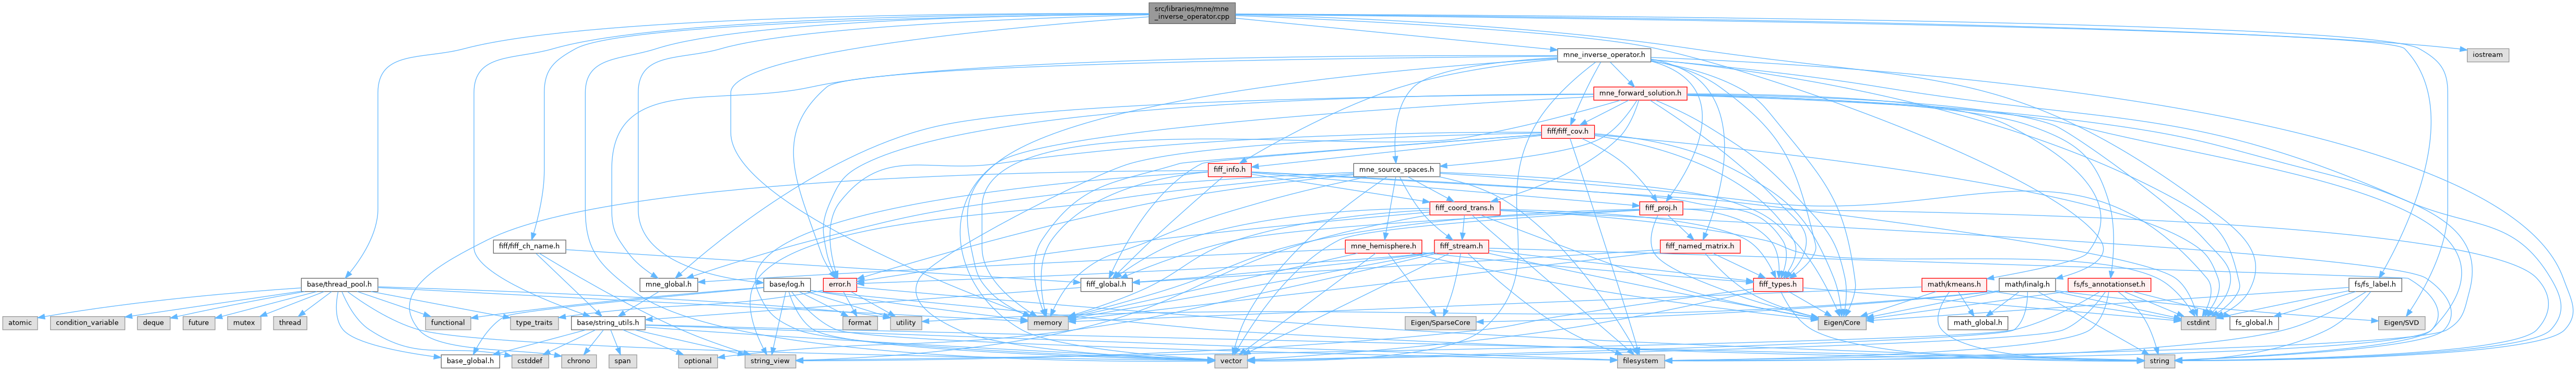 src/libraries/mne/mne
_inverse_operator.cpp
iostream
mne_inverse_operator.h
mne_forward_solution.h
fiff/fiff_cov.h
fiff_info.h
mne_source_spaces.h
fiff_coord_trans.h
fiff_proj.h
fiff/fiff_ch_name.h
mne_hemisphere.h
fiff_stream.h
fiff_named_matrix.h
base/thread_pool.h
mne_global.h
base/log.h
error.h
fiff_global.h
fiff_types.h
math/kmeans.h
math/linalg.h
fs/fs_annotationset.h
fs/fs_label.h
atomic
condition_variable
deque
future
mutex
thread
functional
type_traits
base/string_utils.h
format
utility
memory
Eigen/SparseCore
Eigen/Core
math_global.h
cstdint
fs_global.h
Eigen/SVD
base_global.h
cstddef
chrono
span
optional
string_view
vector
filesystem
string